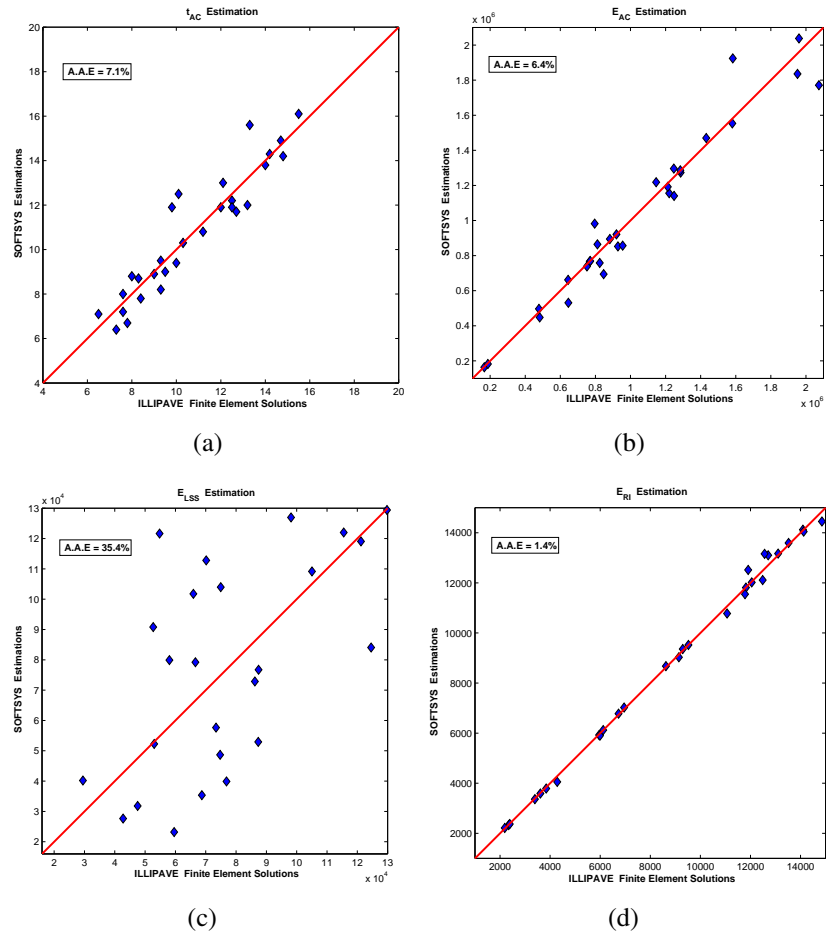 t_AC Estimation
A.A.E = 7.1%
SOFTSYS Estimations
20
18
16
14
12
10
8
6
4
4 6 8 10 12 14 16 18 20
ILLIPAVE Finite Element Solutions
(a)
E_AC Estimation
x 10^6
A.A.E = 6.4%
SOFTSYS Estimations
2
1.8
1.6
1.4
1.2
1
0.8
0.6
0.4
0.2
0.2 0.4 0.6 0.8 1 1.2 1.4 1.6 1.8 2
x 10^6
ILLIPAVE Finite Element Solutions
(b)
E_LSS Estimation
x 10^4
A.A.E = 35.4%
SOFTSYS Estimations
13
12
11
10
9
8
7
6
5
4
3
2
2 3 4 5 6 7 8 9 10 11 12 13
ILLIPAVE Finite Element Solutions
x 10^4
(c)
E_RI Estimation
A.A.E = 1.4%
SOFTSYS Estimations
14000
12000
10000
8000
6000
4000
2000
2000 4000 6000 8000 10000 12000 14000
ILLIPAVE Finite Element Solutions
(d)